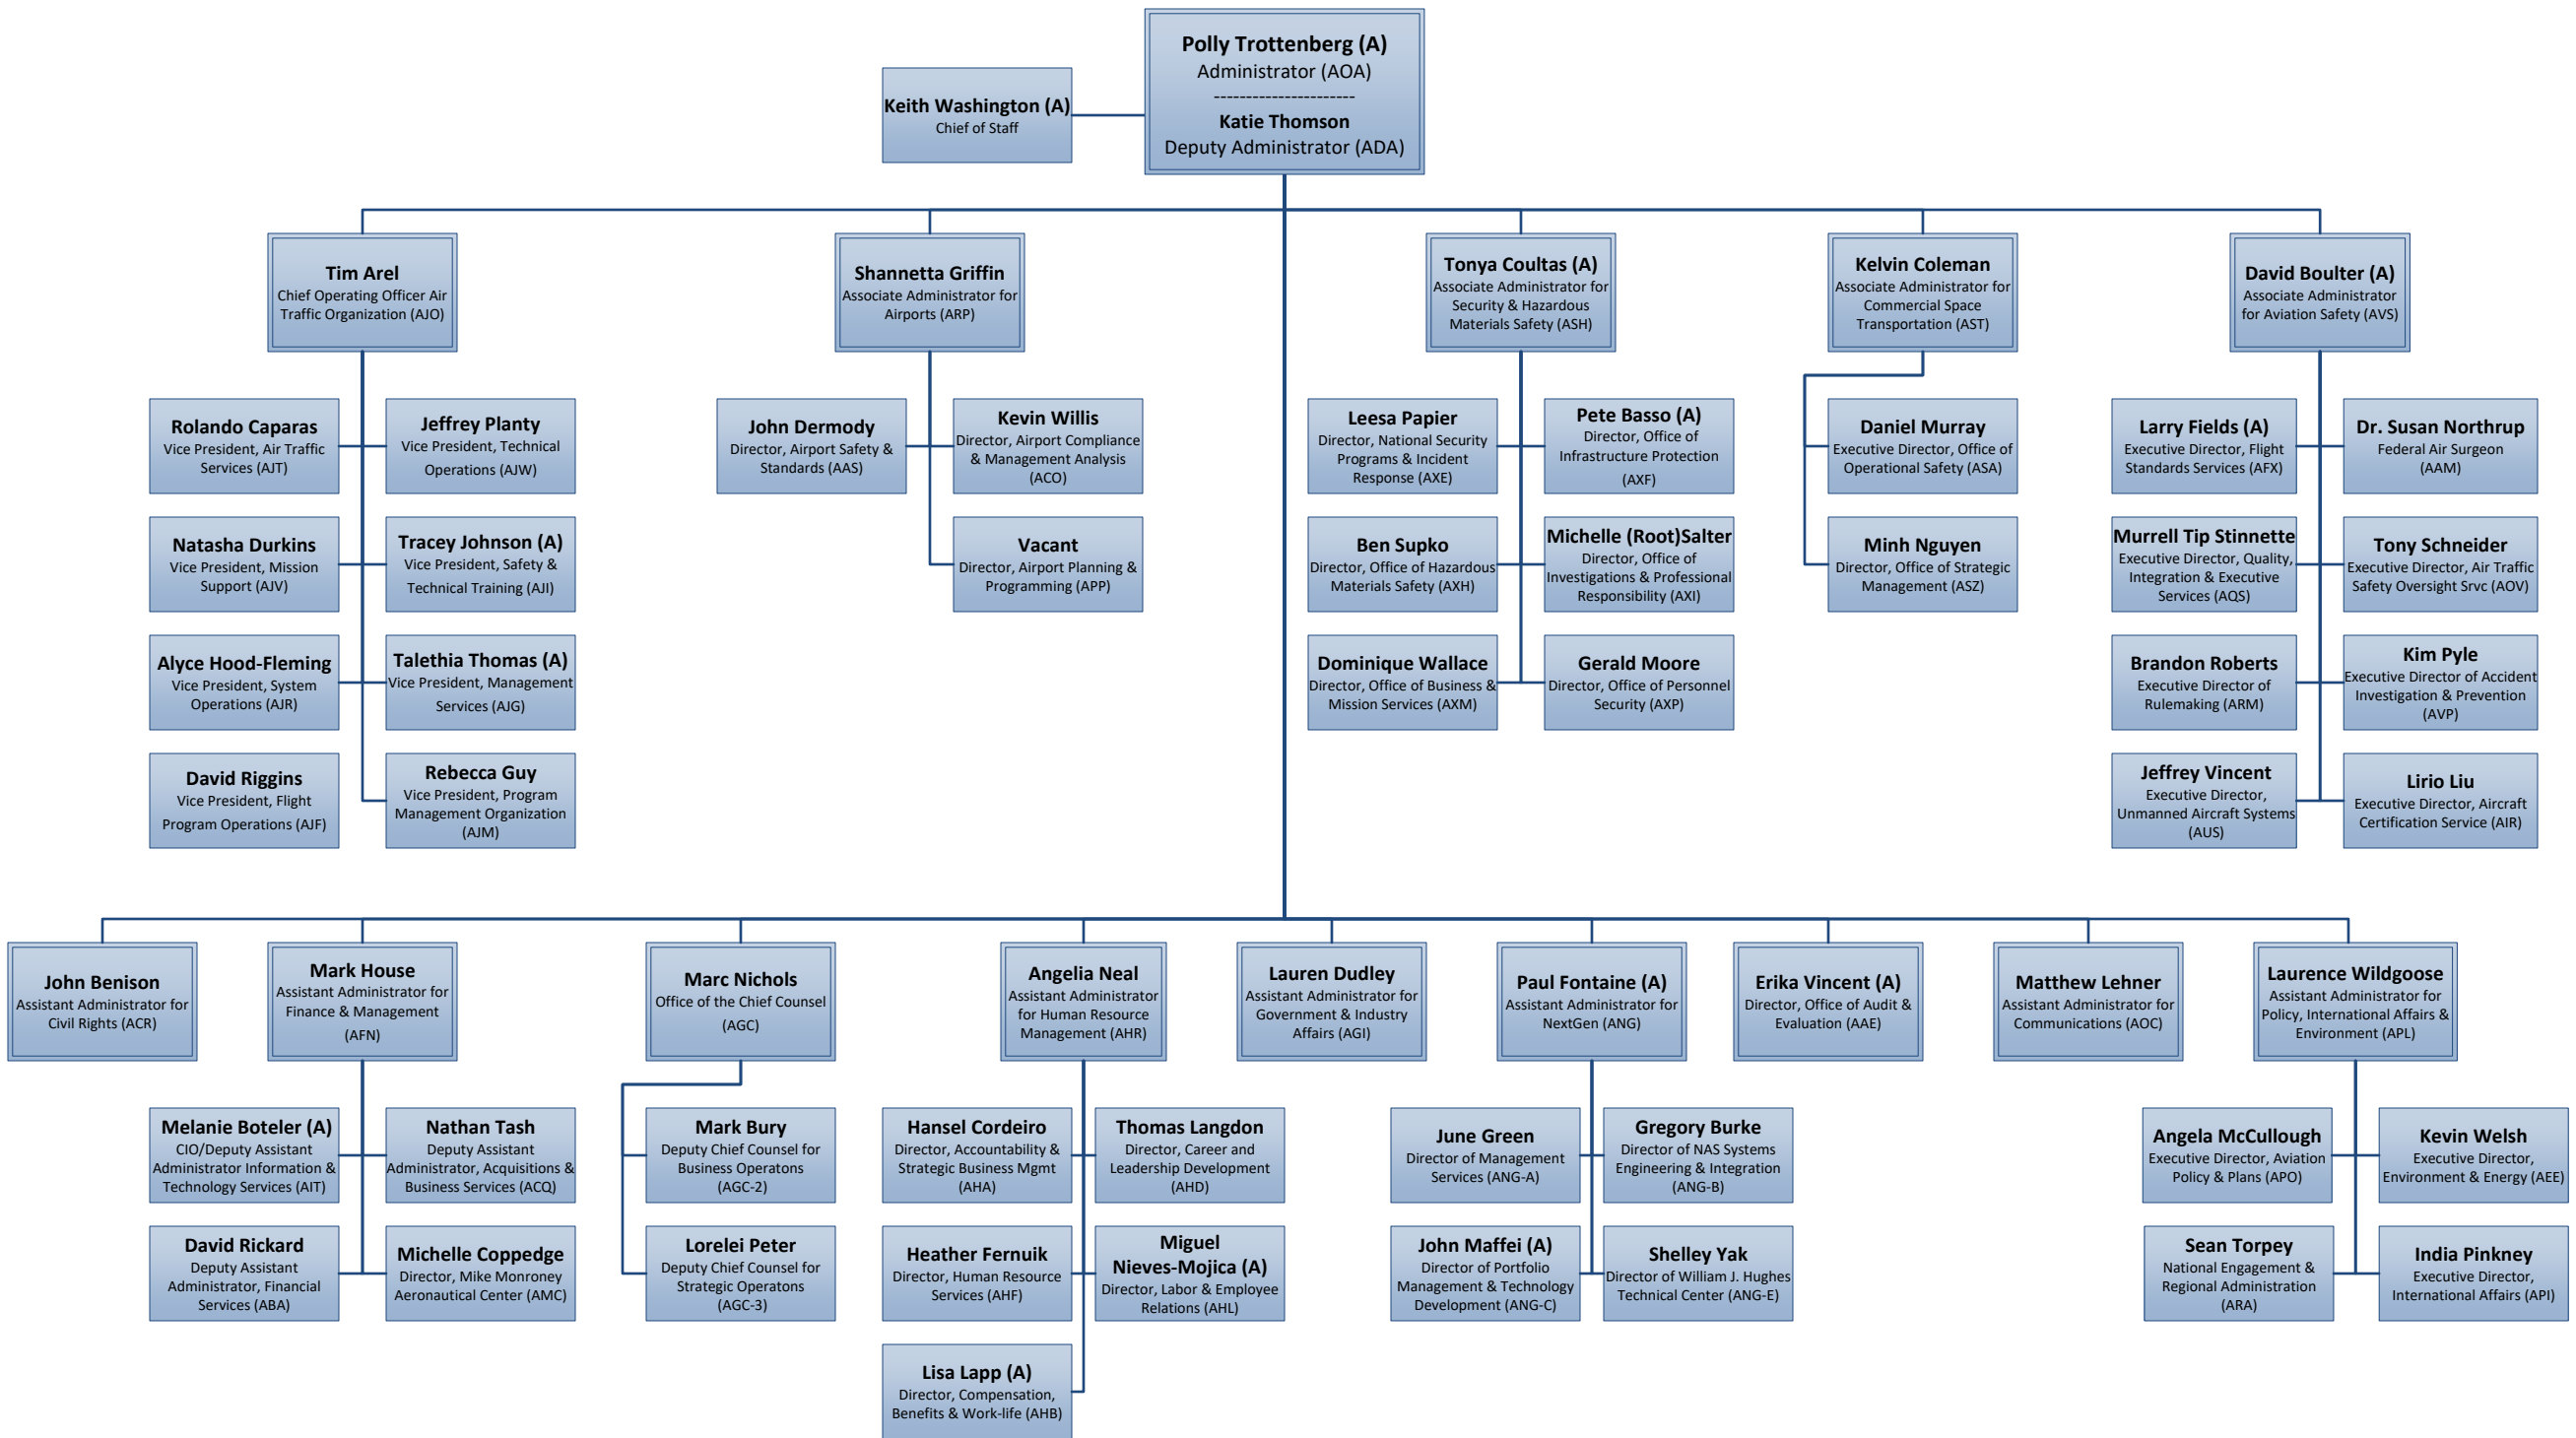 Polly Trottenberg (A)
Administrator (AOA)
----------------------
Katie Thomson
Deputy Administrator (ADA)
Keith Washington (A)
Chief of Staff
Tim Arel
Chief Operating Officer Air
Traffic Organization (AJO)
Shannetta Griffin
Associate Administrator for
Airports (ARP)
Tonya Coultas (A)
Associate Administrator for
Security & Hazardous
Materials Safety (ASH)
Kelvin Coleman
Associate Administrator for
Commercial Space
Transportation (AST)
David Boulter (A)
Associate Administrator
for Aviation Safety (AVS)
Rolando Caparas
Vice President, Air Traffic
Services (AJT)
Jeffrey Planty
Vice President, Technical
Operations (AJW)
Natasha Durkins
Vice President, Mission
Support (AJV)
Tracey Johnson (A)
Vice President, Safety &
Technical Training (AJI)
Alyce Hood-Fleming
Vice President, System
Operations (AJR)
Talethia Thomas (A)
Vice President, Management
Services (AJG)
David Riggins
Vice President, Flight
Program Operations (AJF)
Rebecca Guy
Vice President, Program
Management Organization
(AJM)
John Dermody
Director, Airport Safety &
Standards (AAS)
Kevin Willis
Director, Airport Compliance
& Management Analysis
(ACO)
Vacant
Director, Airport Planning &
Programming (APP)
Leesa Papier
Director, National Security
Programs & Incident
Response (AXE)
Pete Basso (A)
Director, Office of
Infrastructure Protection
(AXF)
Ben Supko
Director, Office of Hazardous
Materials Safety (AXH)
Michelle (Root)Salter
Director, Office of
Investigations & Professional
Responsibility (AXI)
Dominique Wallace
Director, Office of Business &
Mission Services (AXM)
Gerald Moore
Director, Office of Personnel
Security (AXP)
Daniel Murray
Executive Director, Office of
Operational Safety (ASA)
Minh Nguyen
Director, Office of Strategic
Management (ASZ)
Larry Fields (A)
Executive Director, Flight
Standards Services (AFX)
Dr. Susan Northrup
Federal Air Surgeon
(AAM)
Murrell Tip Stinnette
Executive Director, Quality,
Integration & Executive
Services (AQS)
Tony Schneider
Executive Director, Air Traffic
Safety Oversight Srvc (AOV)
Brandon Roberts
Executive Director of
Rulemaking (ARM)
Kim Pyle
Executive Director of Accident
Investigation & Prevention
(AVP)
Jeffrey Vincent
Executive Director,
Unmanned Aircraft Systems
(AUS)
Lirio Liu
Executive Director, Aircraft
Certification Service (AIR)
John Benison
Assistant Administrator for
Civil Rights (ACR)
Mark House
Assistant Administrator for
Finance & Management
(AFN)
Marc Nichols
Office of the Chief Counsel
(AGC)
Angelia Neal
Assistant Administrator
for Human Resource
Management (AHR)
Lauren Dudley
Assistant Administrator for
Government & Industry
Affairs (AGI)
Paul Fontaine (A)
Assistant Administrator for
NextGen (ANG)
Erika Vincent (A)
Director, Office of Audit &
Evaluation (AAE)
Matthew Lehner
Assistant Administrator for
Communications (AOC)
Laurence Wildgoose
Assistant Administrator for
Policy, International Affairs &
Environment (APL)
Melanie Boteler (A)
CIO/Deputy Assistant
Administrator Information &
Technology Services (AIT)
Nathan Tash
Deputy Assistant
Administrator, Acquisitions &
Business Services (ACQ)
David Rickard
Deputy Assistant
Administrator, Financial
Services (ABA)
Michelle Coppedge
Director, Mike Monroney
Aeronautical Center (AMC)
Mark Bury
Deputy Chief Counsel for
Business Operatons
(AGC-2)
Lorelei Peter
Deputy Chief Counsel for
Strategic Operatons
(AGC-3)
Hansel Cordeiro
Director, Accountability &
Strategic Business Mgmt
(AHA)
Thomas Langdon
Director, Career and
Leadership Development
(AHD)
Heather Fernuik
Director, Human Resource
Services (AHF)
Miguel
Nieves-Mojica (A)
Director, Labor & Employee
Relations (AHL)
Lisa Lapp (A)
Director, Compensation,
Benefits & Work-life (AHB)
June Green
Director of Management
Services (ANG-A)
Gregory Burke
Director of NAS Systems
Engineering & Integration
(ANG-B)
John Maffei (A)
Director of Portfolio
Management & Technology
Development (ANG-C)
Shelley Yak
Director of William J. Hughes
Technical Center (ANG-E)
Angela McCullough
Executive Director, Aviation
Policy & Plans (APO)
Kevin Welsh
Executive Director,
Environment & Energy (AEE)
Sean Torpey
National Engagement &
Regional Administration
(ARA)
India Pinkney
Executive Director,
International Affairs (API)